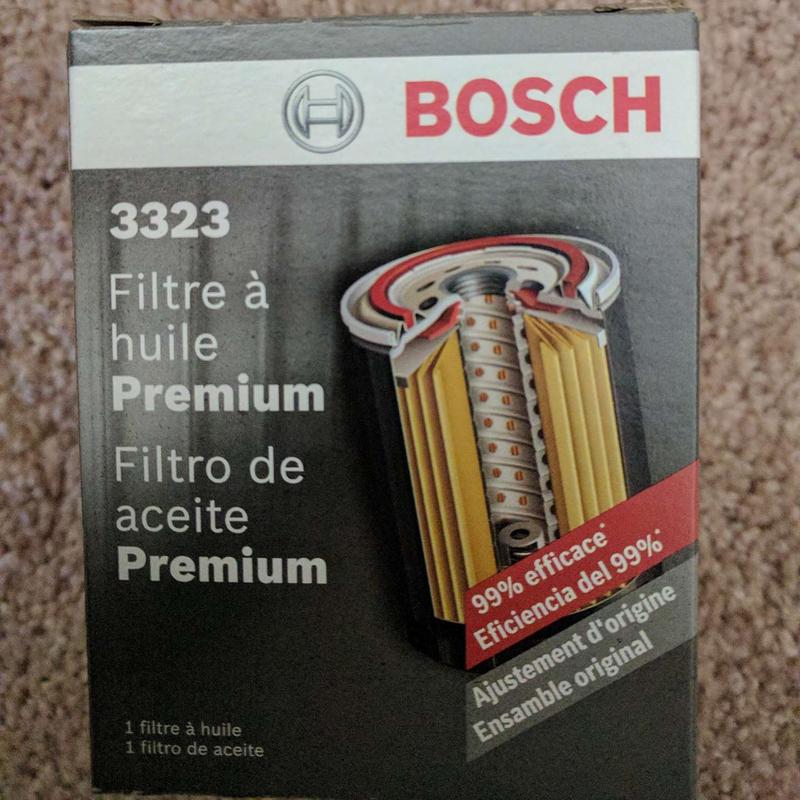 BOSCH
3323
Filtre à
huile
Premium
Filtro de
aceite
Premium
99% efficace*
Eficiencia del 99%*
Ajustement d'origine
Ensamble original
1 filtre à huile
1 filtro de aceite